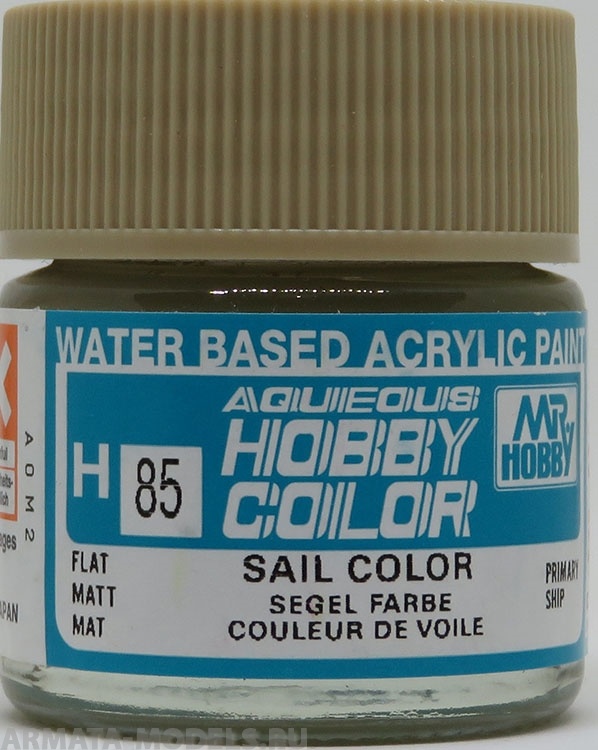 WATER BASED ACRYLIC PAINT
AQUEOUS
HOBBY
COLOR
MR
HOBBY
H 85
FLAT
MATT
MAT
SAIL COLOR
SEGEL FARBE
COULEUR DE VOILE
PRIMARY
SHIP
A0M2
ARMATA-MODELS.RU